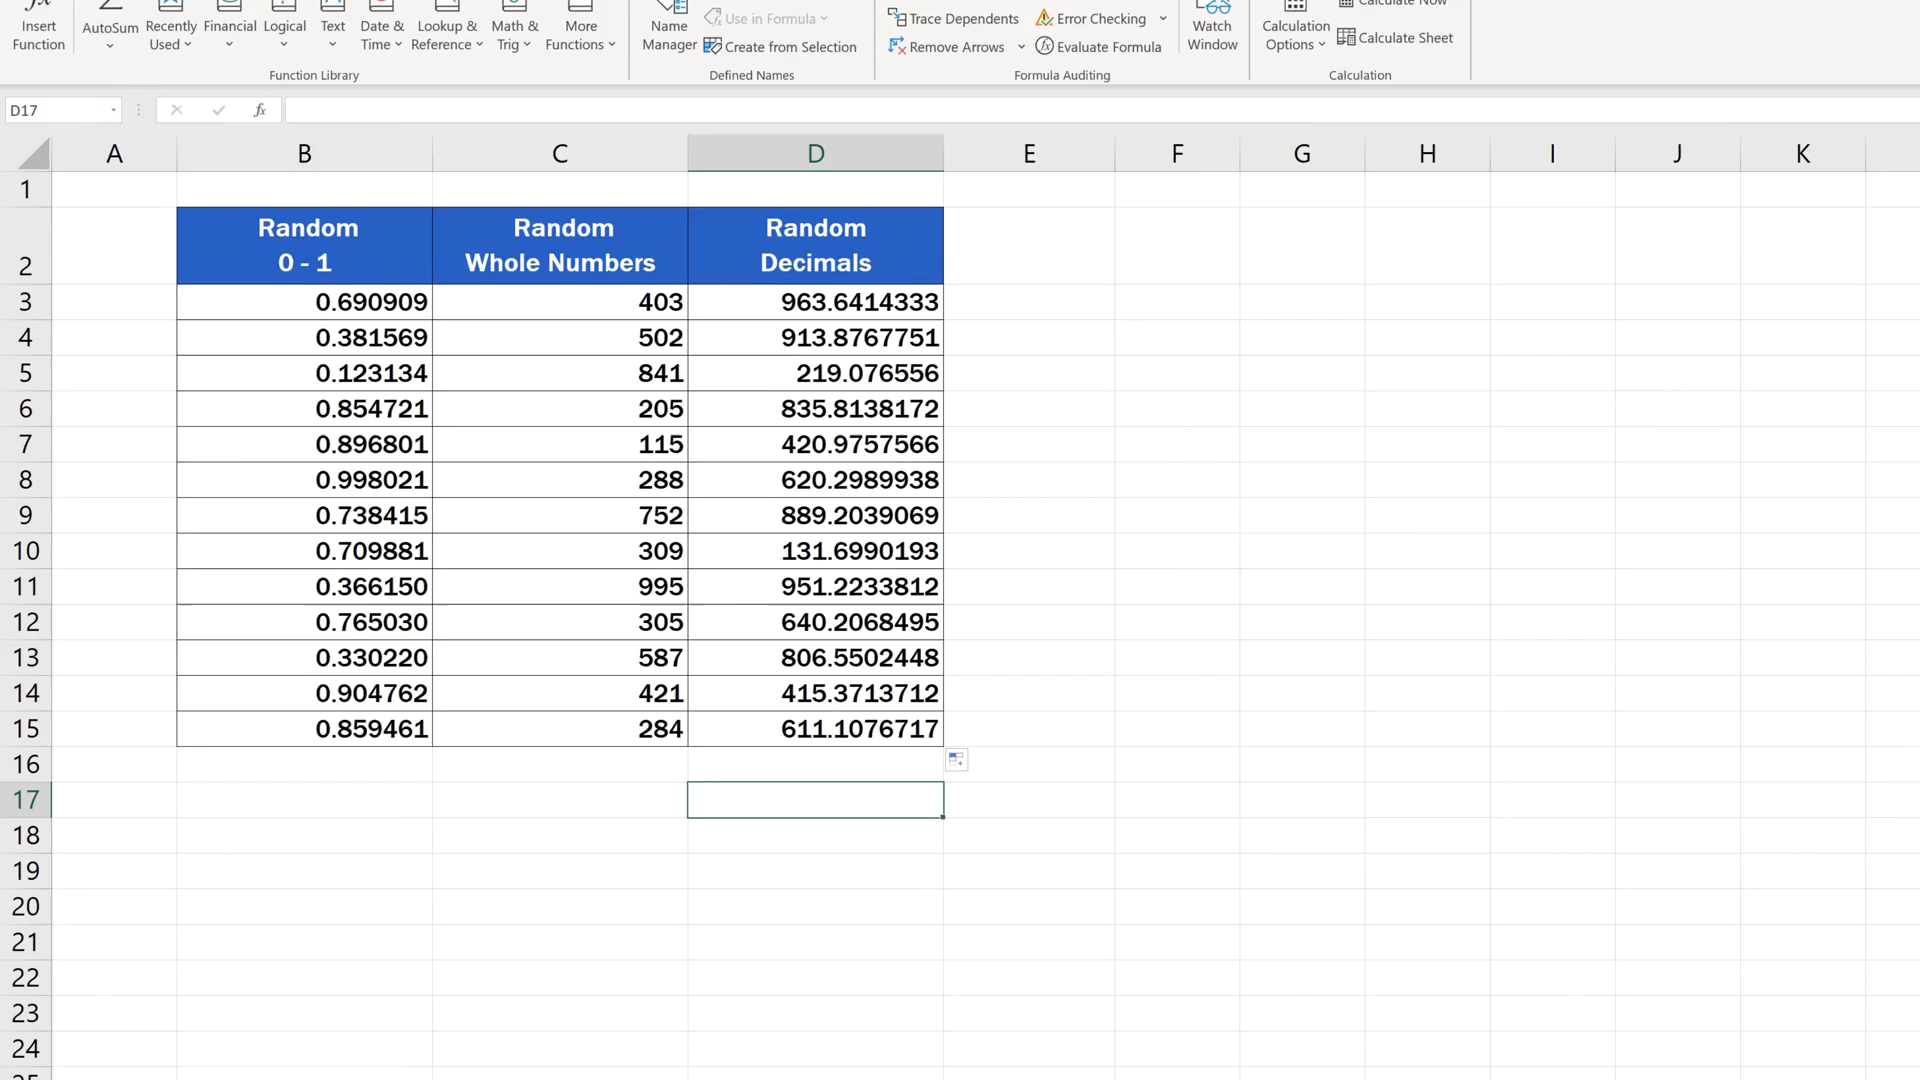 Insert Function
AutoSum
Recently Used
Financial
Logical
Text
Date & Time
Lookup & Reference
Math & Trig
More Functions
Function Library
Name Manager
Use in Formula
Create from Selection
Defined Names
Trace Dependents
Remove Arrows
Error Checking
Evaluate Formula
Formula Auditing
Watch Window
Calculation Options
Calculate Now
Calculate Sheet
Calculation
D17
fx
A B C D E F G H I J K
1
2 Random 0 - 1 Random Whole Numbers Random Decimals
3 0.690909 403 963.6414333
4 0.381569 502 913.8767751
5 0.123134 841 219.076556
6 0.854721 205 835.8138172
7 0.896801 115 420.9757566
8 0.998021 288 620.2989938
9 0.738415 752 889.2039069
10 0.709881 309 131.6990193
11 0.366150 995 951.2233812
12 0.765030 305 640.2068495
13 0.330220 587 806.5502448
14 0.904762 421 415.3713712
15 0.859461 284 611.1076717
16
17
18
19
20
21
22
23
24